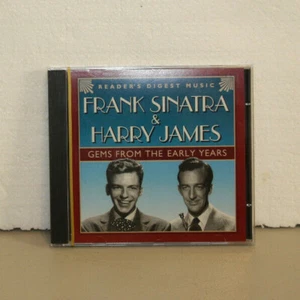 READER'S DIGEST MUSIC
FRANK SINATRA
&
HARRY JAMES
GEMS FROM THE EARLY YEARS